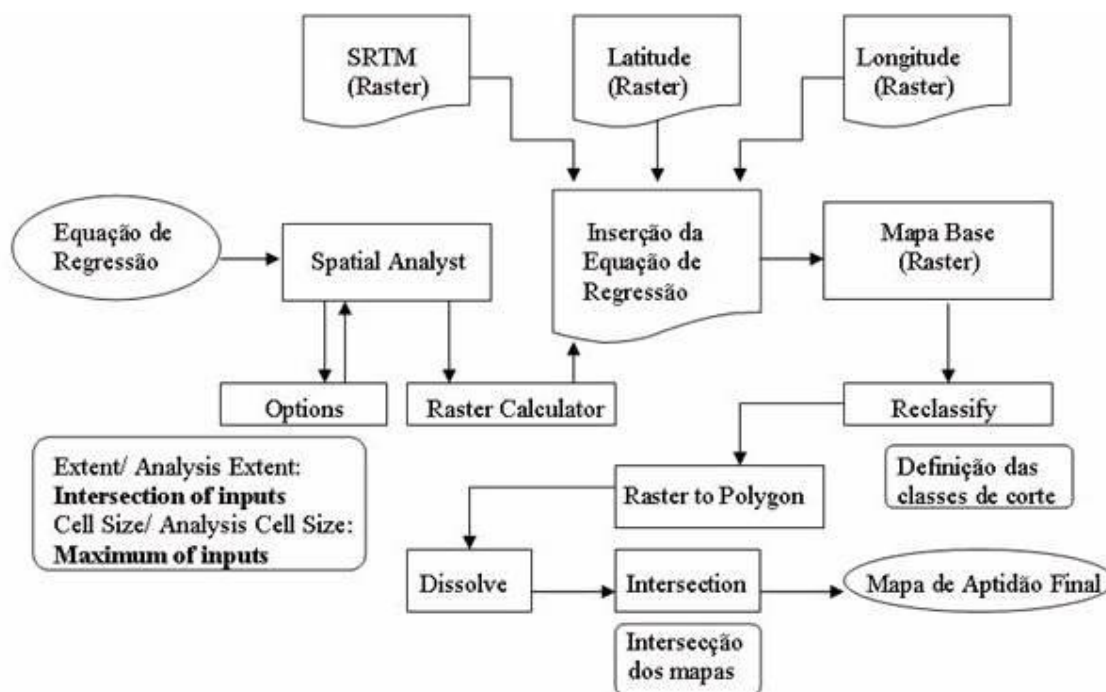 SRTM
(Raster)
Latitude
(Raster)
Longitude
(Raster)
Equação de
Regressão
Spatial Analyst
Inserção da
Equação de
Regressão
Mapa Base
(Raster)
Options
Raster Calculator
Reclassify
Extent/ Analysis Extent:
Intersection of inputs
Cell Size/ Analysis Cell Size:
Maximum of inputs
Definição das
classes de corte
Raster to Polygon
Dissolve
Intersection
Mapa de Aptidão Final
Intersecção
dos mapas